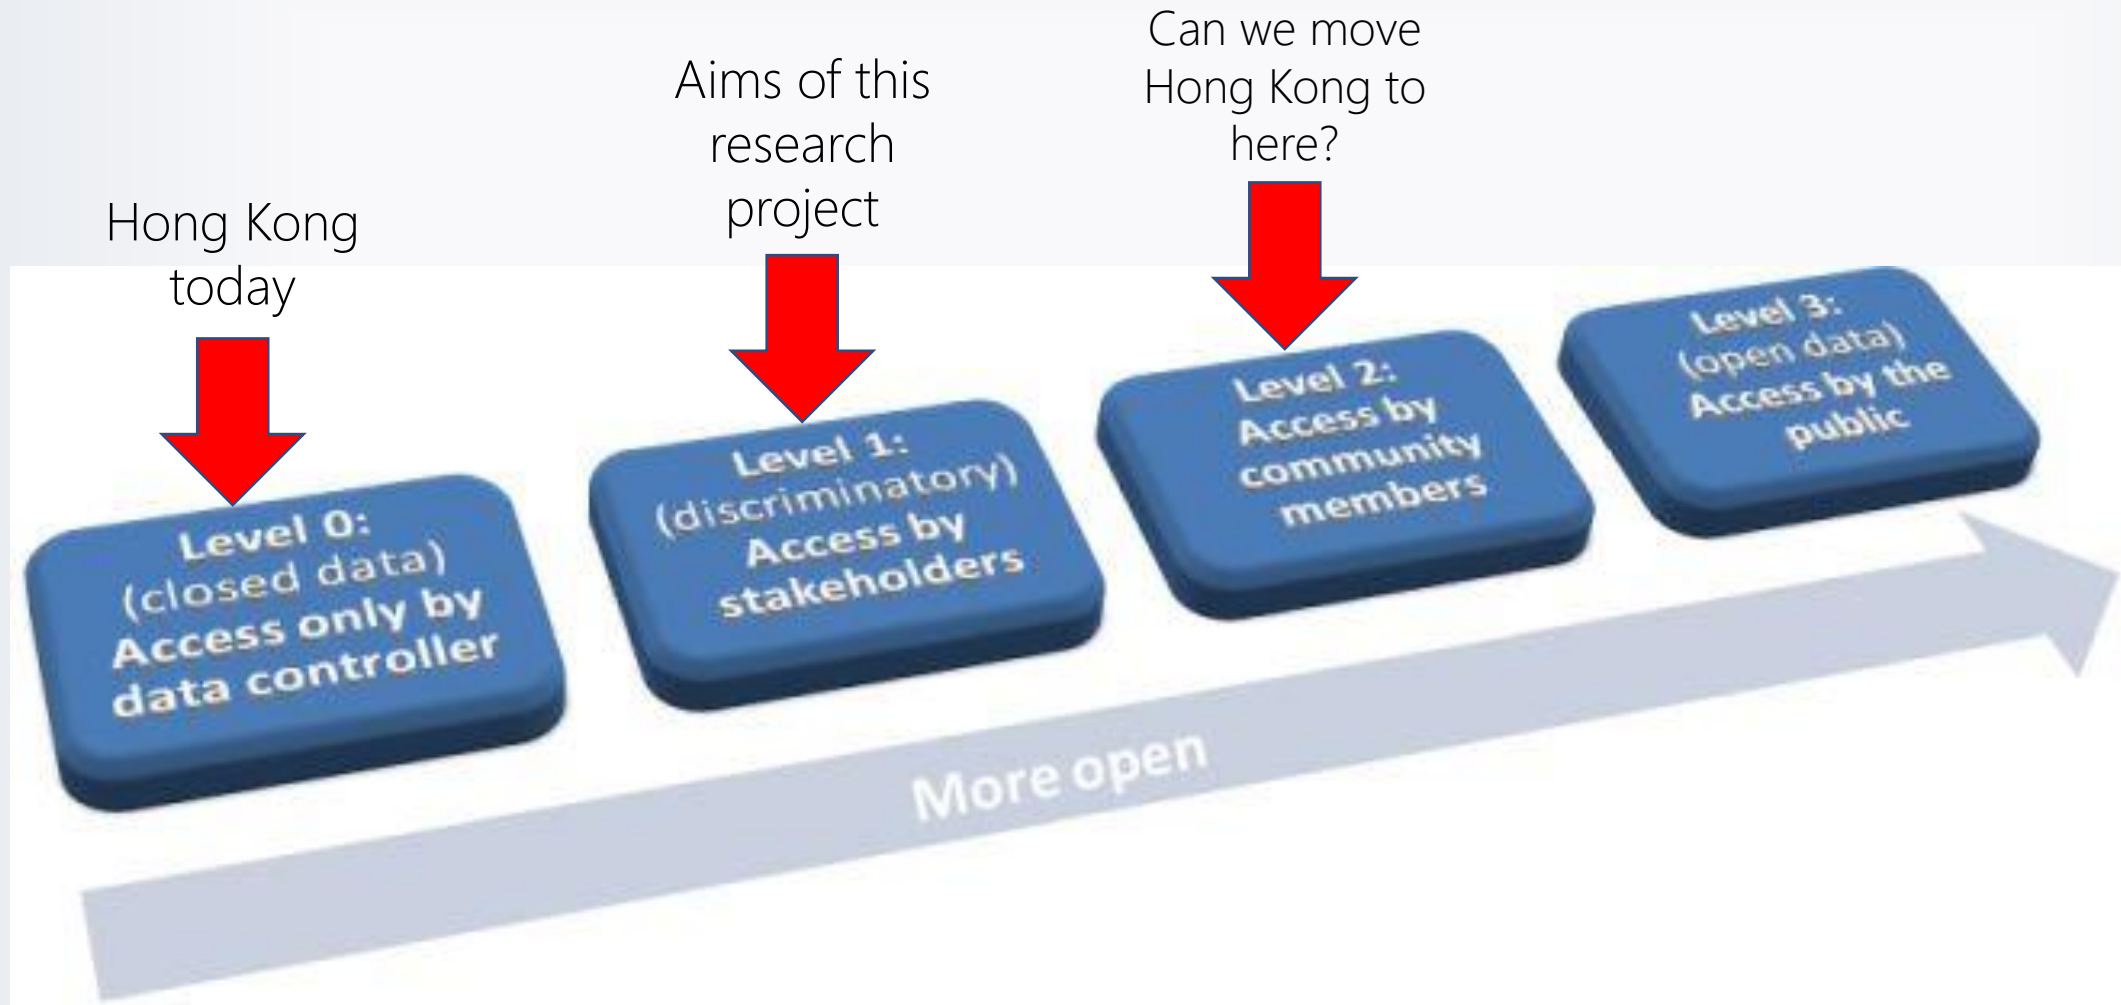 Hong Kong
today
Aims of this
research
project
Can we move
Hong Kong to
here?
Level 0:
(closed data)
Access only by
data controller
Level 1:
(discriminatory)
Access by
stakeholders
Level 2:
Access by
community
members
Level 3:
(open data)
Access by the
public
More open